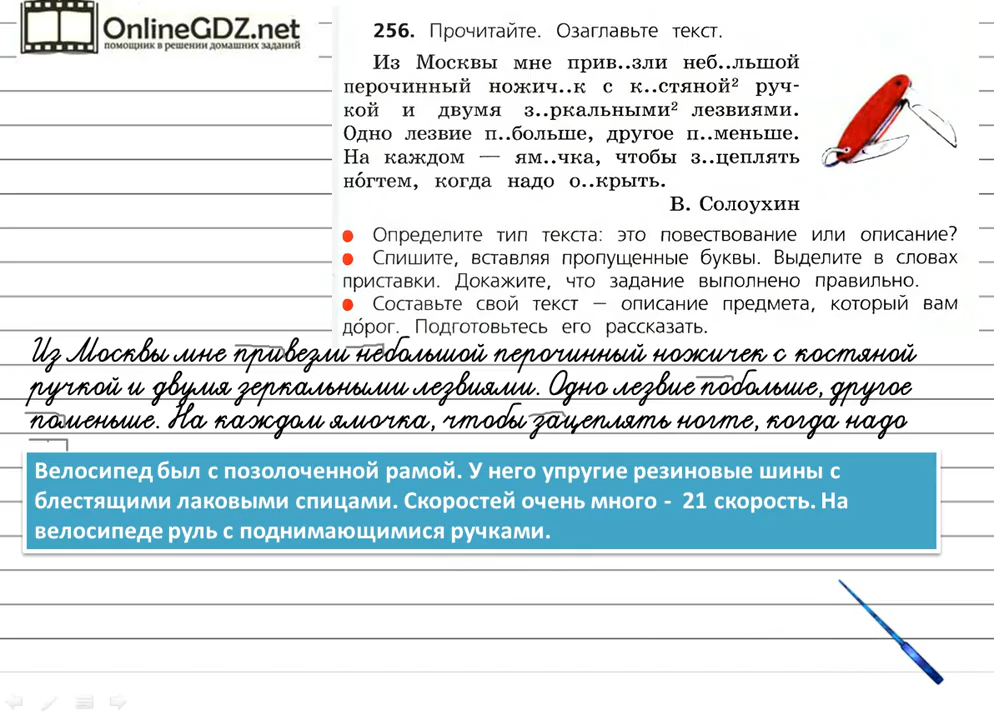 OnlineGDZ.net
помощник в решении домашних заданий
256. Прочитайте. Озаглавьте текст.
Из Москвы мне прив..зли неб..льшой
перочинный ножич..к с к..стяной² руч-
кой и двумя з..ркальными² лезвиями.
Одно лезвие п..больше, другое п..меньше.
На каждом — ям..чка, чтобы з..цеплять
но́гтем, когда надо о..крыть.
В. Солоухин
Определите тип текста: это повествование или описание?
Спишите, вставляя пропущенные буквы. Выделите в словах
приставки. Докажите, что задание выполнено правильно.
Составьте свой текст — описание предмета, который вам
до́рог. Подготовьтесь его рассказать.
Из Москвы мне привезли небольшой перочинный ножичек с костяной
ручкой и двумя зеркальными лезвиями. Одно лезвие побольше, другое
поменьше. На каждом ямочка, чтобы зацеплять ногте, когда надо
Велосипед был с позолоченной рамой. У него упругие резиновые шины с
блестящими лаковыми спицами. Скоростей очень много - 21 скорость. На
велосипеде руль с поднимающимися ручками.